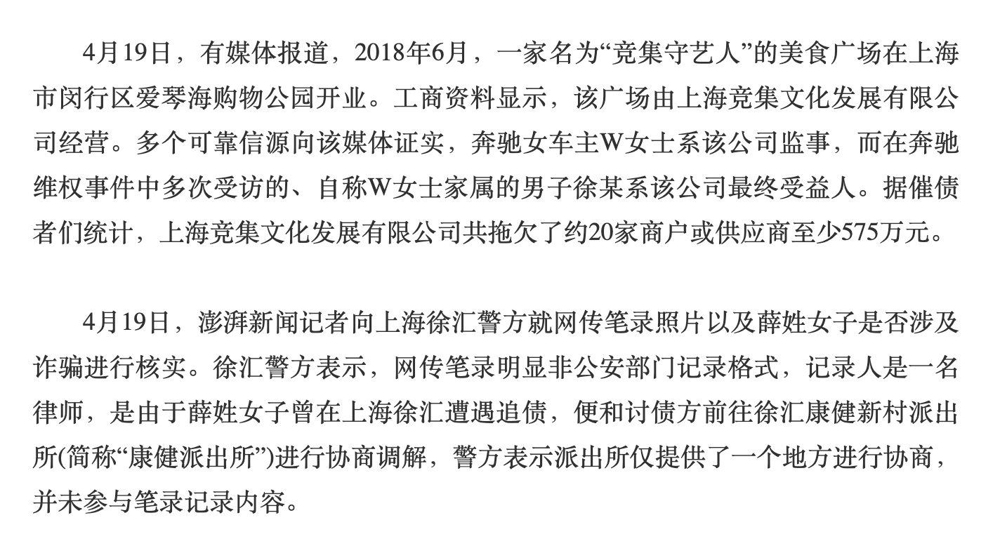 4月19日，有媒体报道，2018年6月，一家名为“竞集守艺人”的美食广场在上海
市闵行区爱琴海购物公园开业。工商资料显示，该广场由上海竞集文化发展有限公
司经营。多个可靠信源向该媒体证实，奔驰女车主W女士系该公司监事，而在奔驰
维权事件中多次受访的、自称W女士家属的男子徐某系该公司最终受益人。据催债
者们统计，上海竞集文化发展有限公司共拖欠了约20家商户或供应商至少575万元。
4月19日，澎湃新闻记者向上海徐汇警方就网传笔录照片以及薛姓女子是否涉及
诈骗进行核实。徐汇警方表示，网传笔录明显非公安部门记录格式，记录人是一名
律师，是由于薛姓女子曾在上海徐汇遭遇追债，便和讨债方前往徐汇康健新村派出
所(简称“康健派出所”)进行协商调解，警方表示派出所仅提供了一个地方进行协商，
并未参与笔录记录内容。